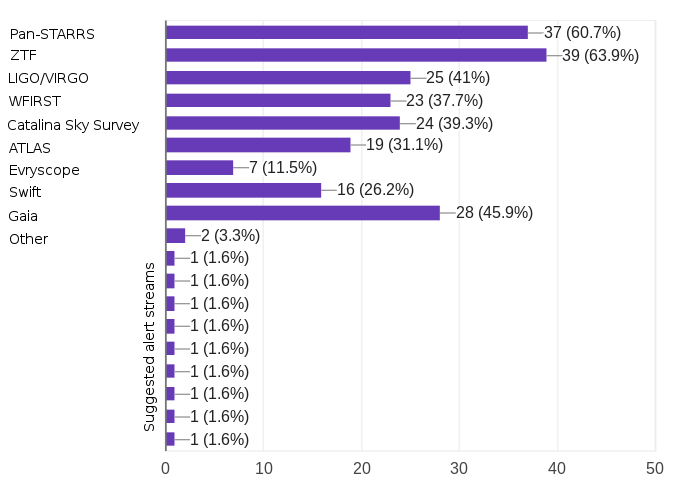 Pan-STARRS 37 (60.7%)
ZTF 39 (63.9%)
LIGO/VIRGO 25 (41%)
WFIRST 23 (37.7%)
Catalina Sky Survey 24 (39.3%)
ATLAS 19 (31.1%)
Evryscope 7 (11.5%)
Swift 16 (26.2%)
Gaia 28 (45.9%)
Other 2 (3.3%)
Suggested alert streams
1 (1.6%)
1 (1.6%)
1 (1.6%)
1 (1.6%)
1 (1.6%)
1 (1.6%)
1 (1.6%)
1 (1.6%)
1 (1.6%)
0 10 20 30 40 50